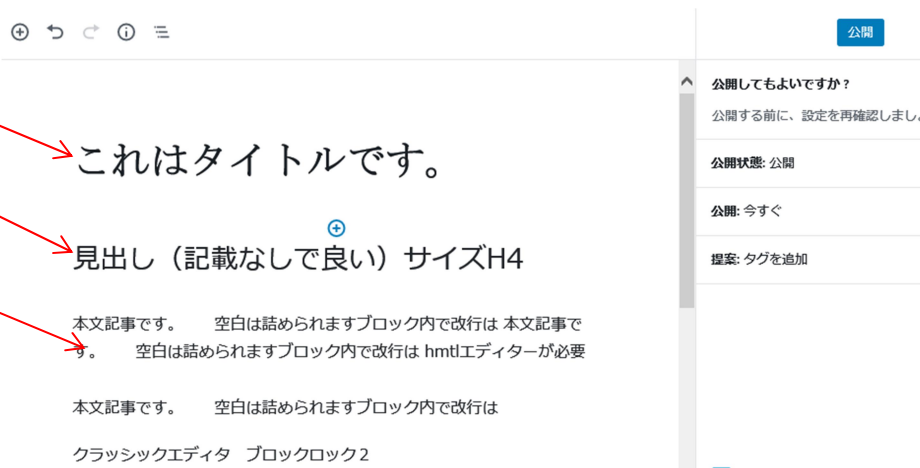 公開
これはタイトルです。
見出し（記載なしで良い）サイズH4
本文記事です。　　空白は詰められますブロック内で改行は 本文記事で
す。　　空白は詰められますブロック内で改行は hmtlエディターが必要
本文記事です。　　空白は詰められますブロック内で改行は
クラッシックエディタ　ブロックロック２
公開してもよいですか ?
公開する前に、設定を再確認しまし
公開状態: 公開
公開: 今すぐ
提案: タグを追加